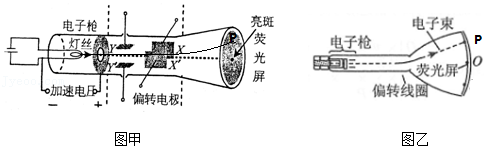 电子枪
灯丝
Y
Y'
X
X'
P
亮斑
荧
光
屏
加速电压
- +
偏转电极
图甲
电子枪
电子束
P
O
荧光屏
偏转线圈
图乙